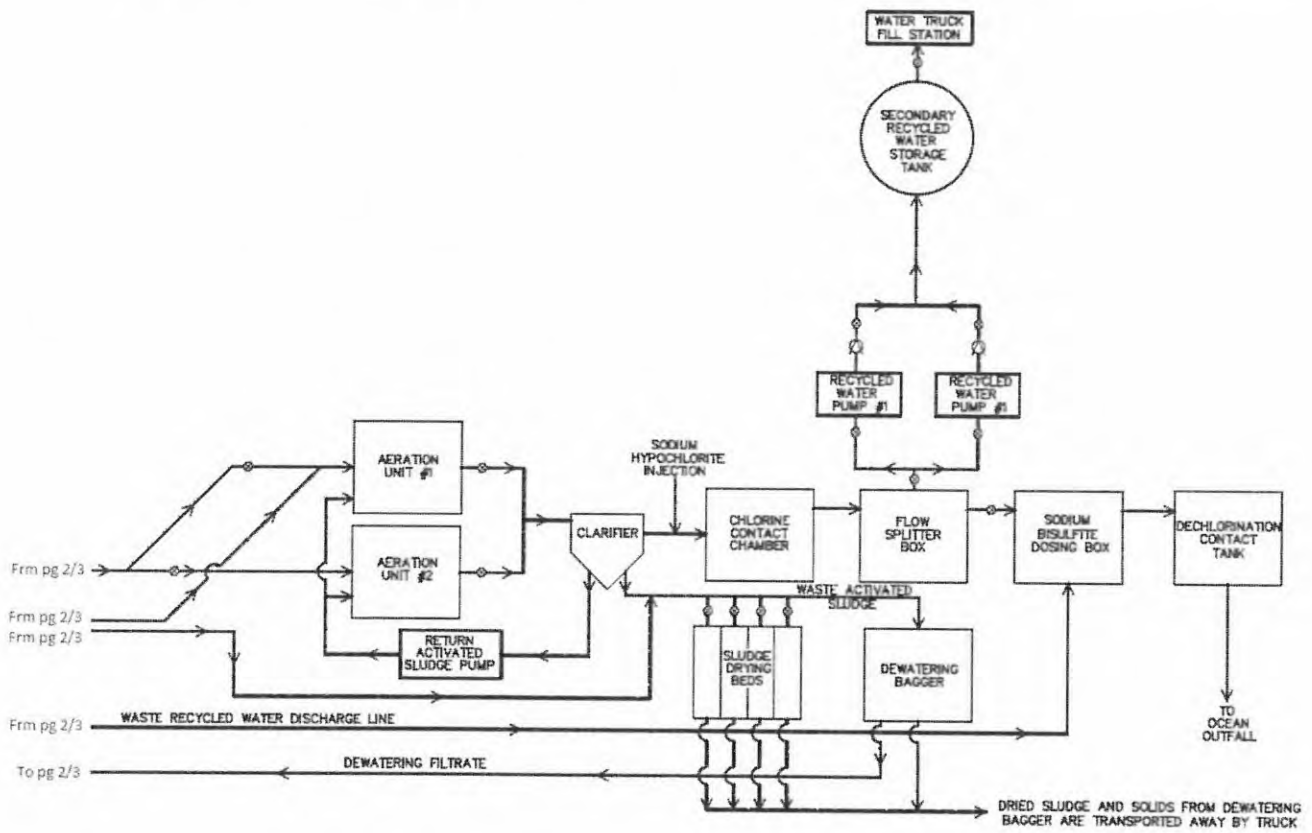 WATER TRUCK
FILL STATION
SECONDARY
RECYCLED
WATER
STORAGE
TANK
RECYCLED
WATER
PUMP #1
RECYCLED
WATER
PUMP #1
SODIUM
HYPOCHLORITE
INJECTION
AERATION
UNIT #1
AERATION
UNIT #2
CLARIFIER
CHLORINE
CONTACT
CHAMBER
FLOW
SPLITTER
BOX
SODIUM
BISULFITE
DOSING BOX
DECHLORINATION
CONTACT
TANK
Frm pg 2/3
Frm pg 2/3
Frm pg 2/3
WASTE ACTIVATED
SLUDGE
RETURN
ACTIVATED
SLUDGE PUMP
SLUDGE
DRYING
BEDS
DEWATERING
BAGGER
TO
OCEAN
OUTFALL
Frm pg 2/3
WASTE RECYCLED WATER DISCHARGE LINE
To pg 2/3
DEWATERING FILTRATE
DRIED SLUDGE AND SOLIDS FROM DEWATERING
BAGGER ARE TRANSPORTED AWAY BY TRUCK